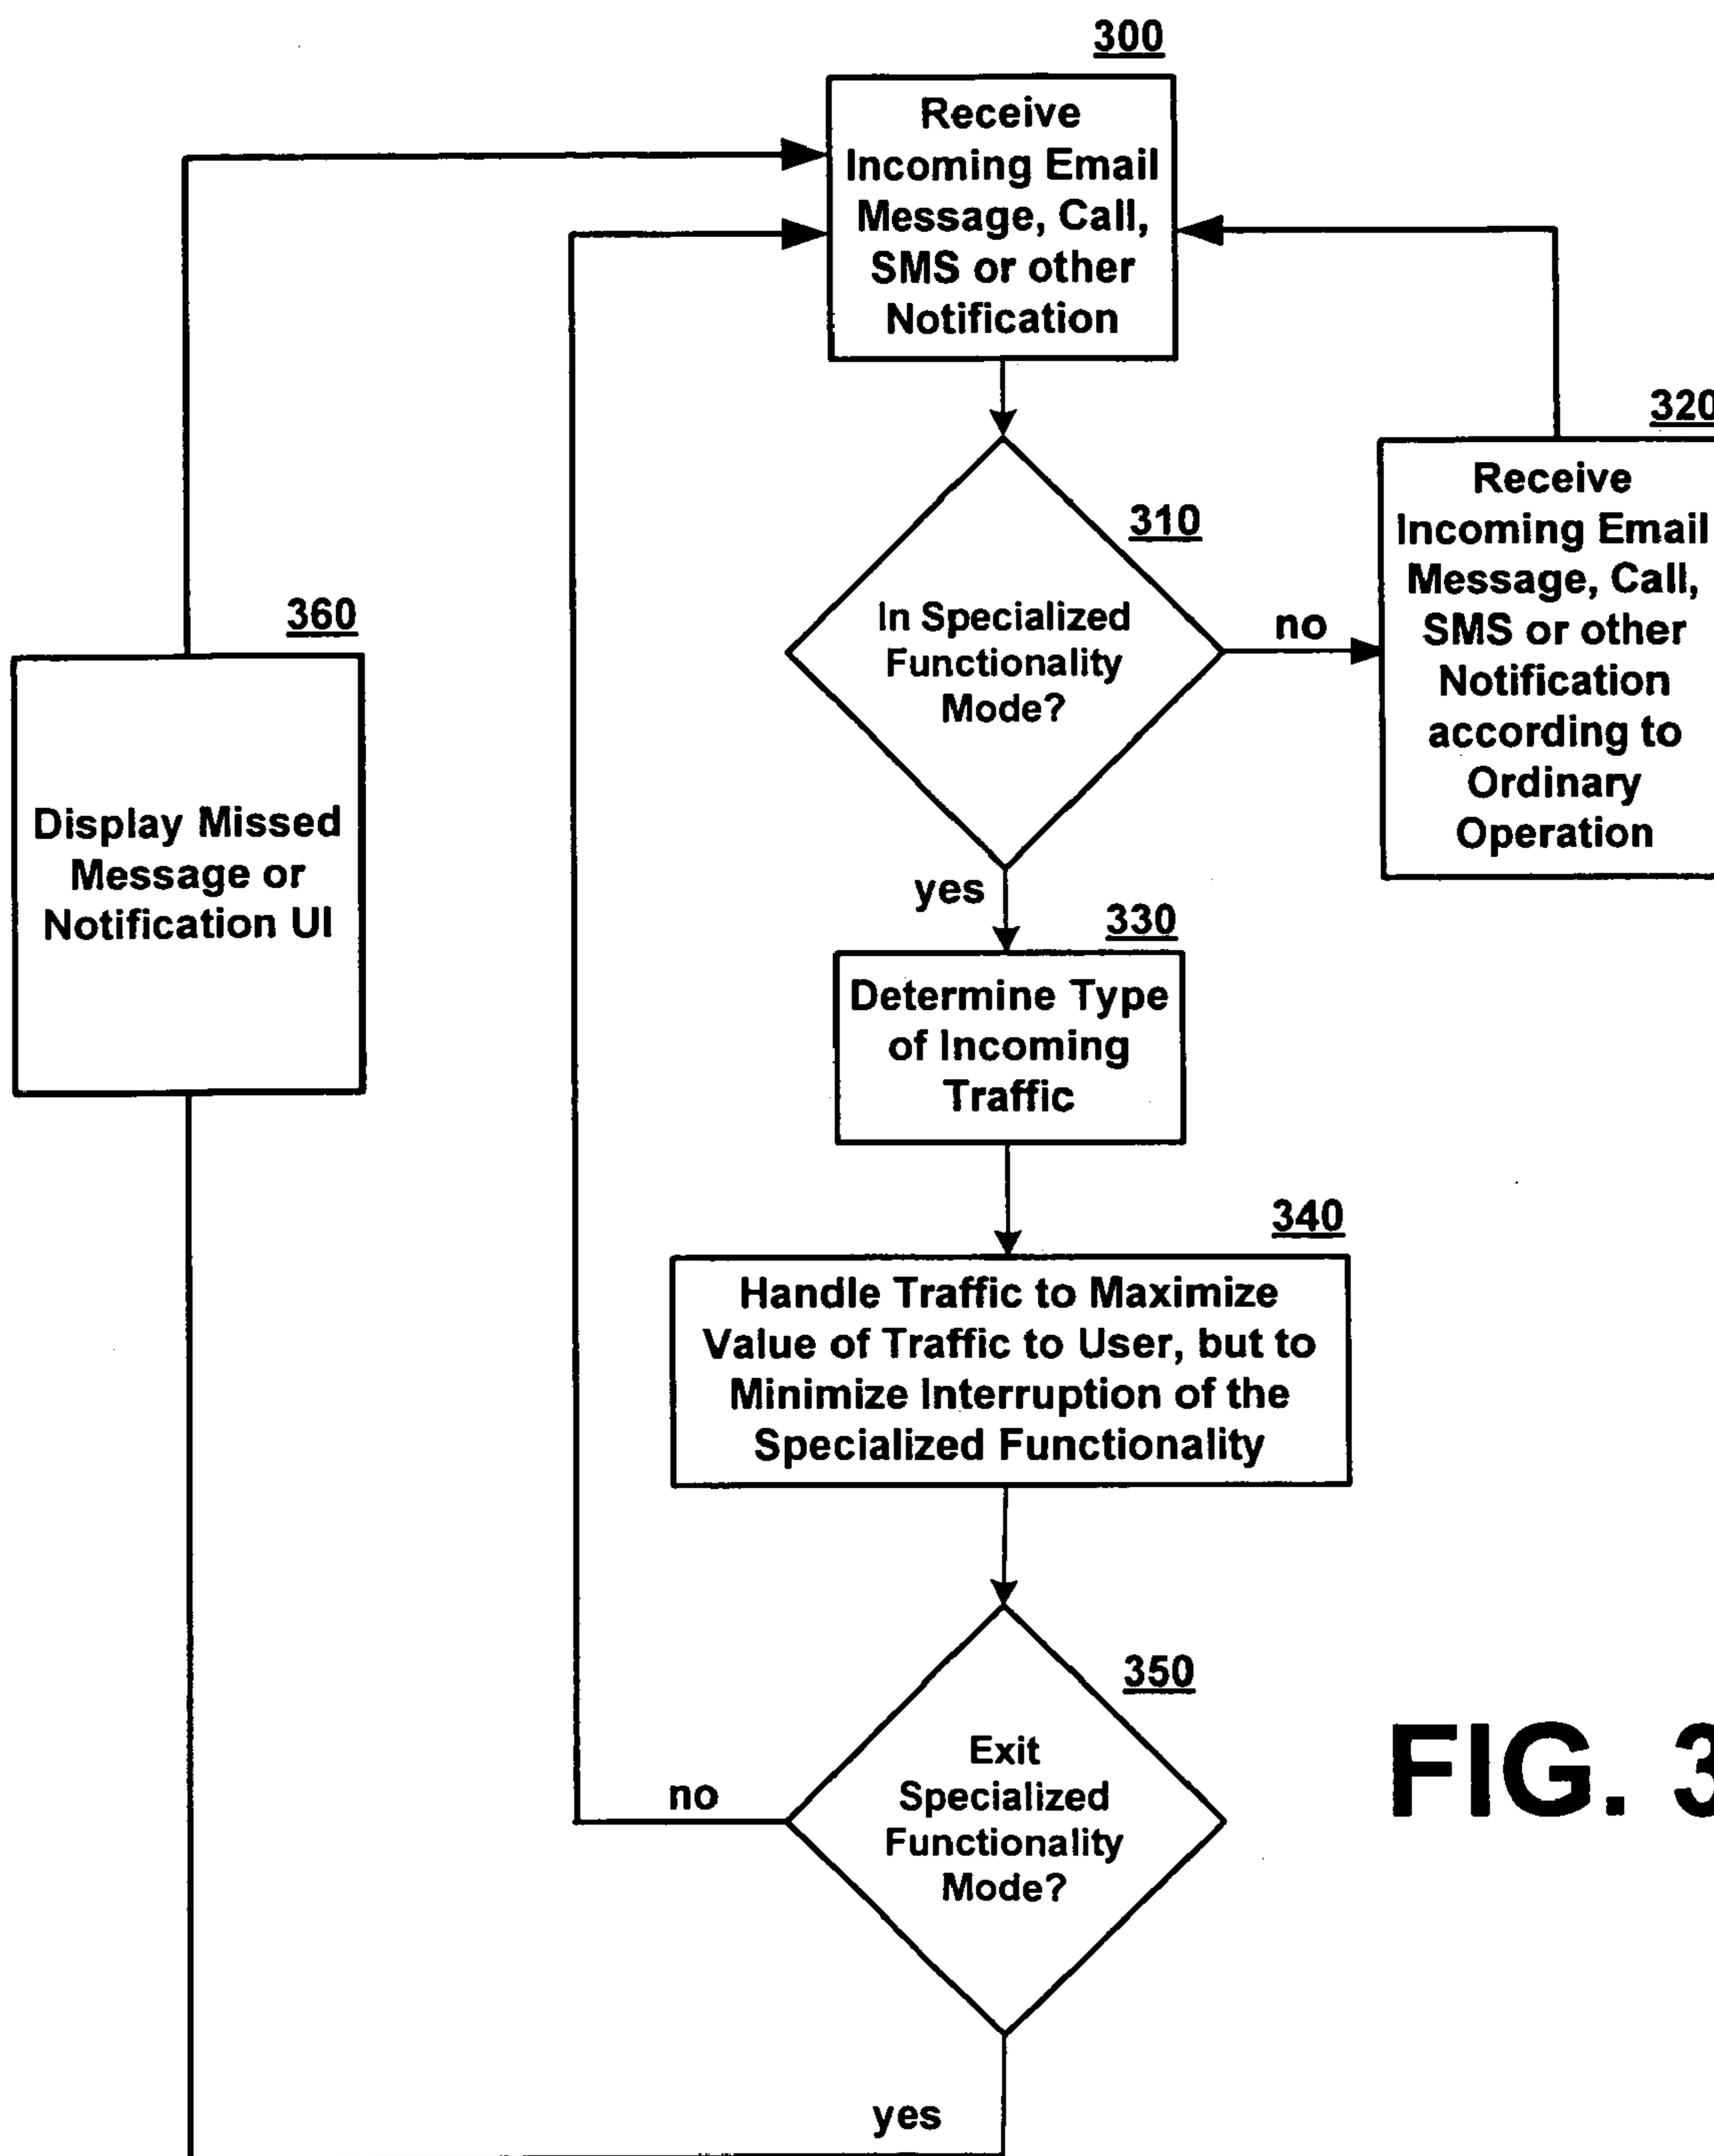 300
Receive
Incoming Email
Message, Call,
SMS or other
Notification
320
Receive
Incoming Email
Message, Call,
SMS or other
Notification
according to
Ordinary
Operation
310
In Specialized
Functionality
Mode?
no
yes
360
Display Missed
Message or
Notification UI
330
Determine Type
of Incoming
Traffic
340
Handle Traffic to Maximize
Value of Traffic to User, but to
Minimize Interruption of the
Specialized Functionality
350
Exit
Specialized
Functionality
Mode?
no
yes
FIG. 3